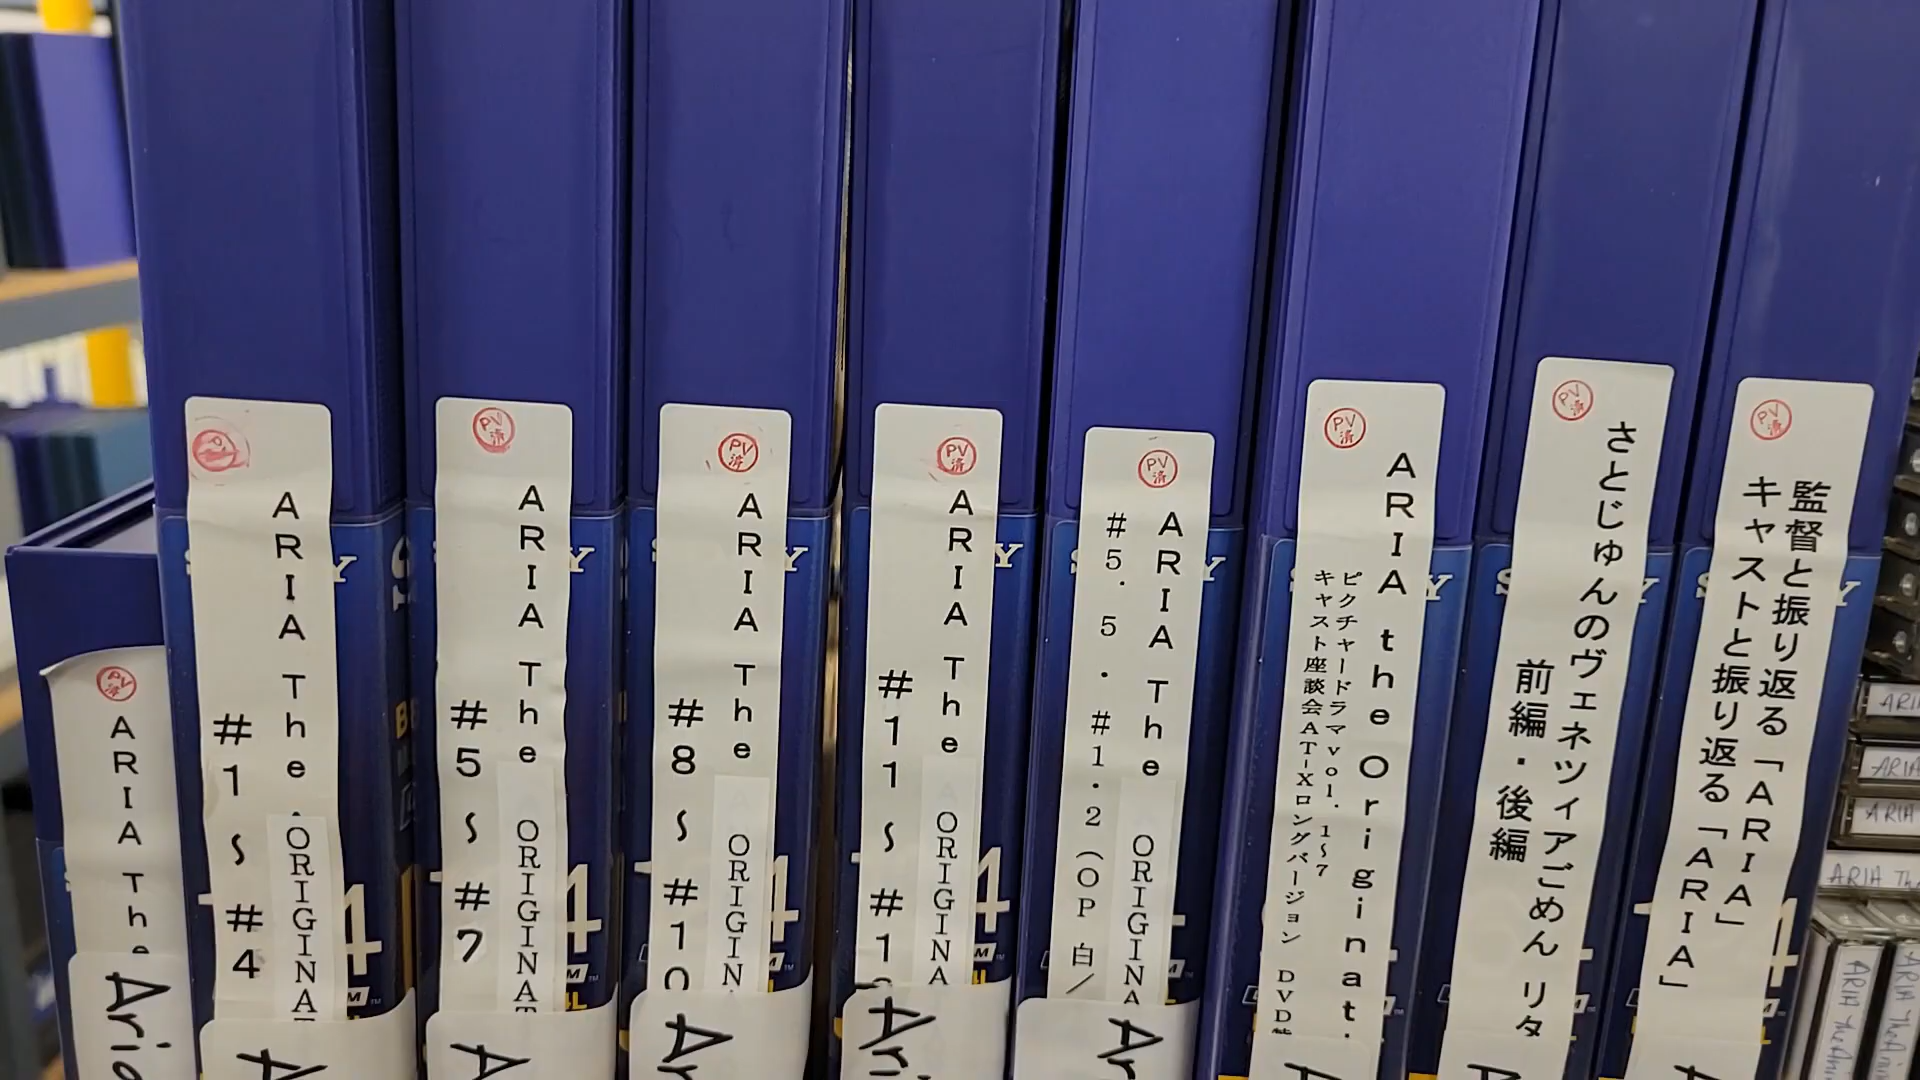 PV済
ARIA The
Aria
ARIA The
#1~#4
ORIGINA
PV済
ARIA The
#5~#7
ORIGINA
PV済
ARIA The
#8~#10
ORIGIN
PV済
ARIA The
#11~#1
ORIGINA
Ari
PV済
ARIA The
#5.5・#1.2(OP白/
ORIGINA
Ar
PV済
ARIA the Originat.
ピクチャードラマvol.1~7
キャスト座談会AT-Xロングバージョン DVD特
PV済
さとじゅんのヴェネツィアごめん リタ
前編・後編
PV済
監督と振り返る「ARIA」
キャストと振り返る「ARIA」
ARIA
ARIA
ARIA The